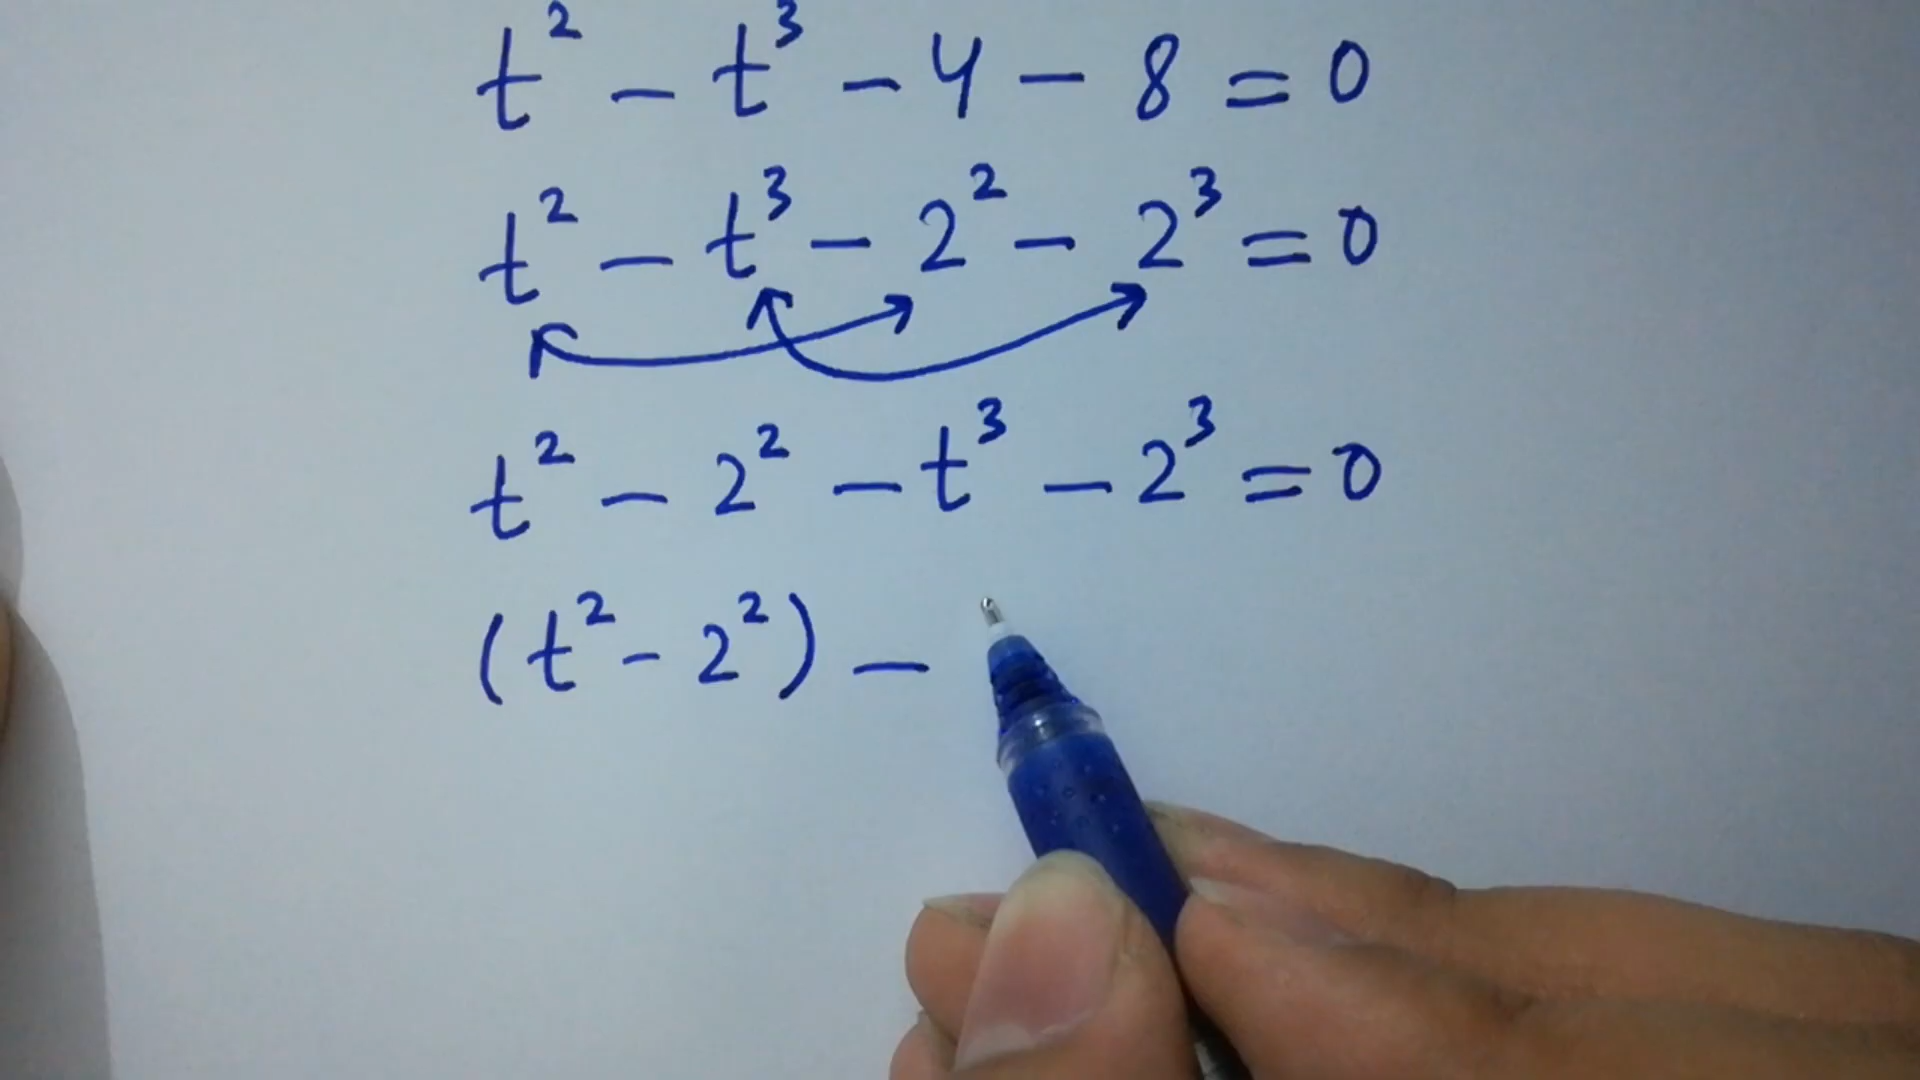 t² - t³ - 4 - 8 = 0
t² - t³ - 2² - 2³ = 0
t² - 2² - t³ - 2³ = 0
(t² - 2²) -